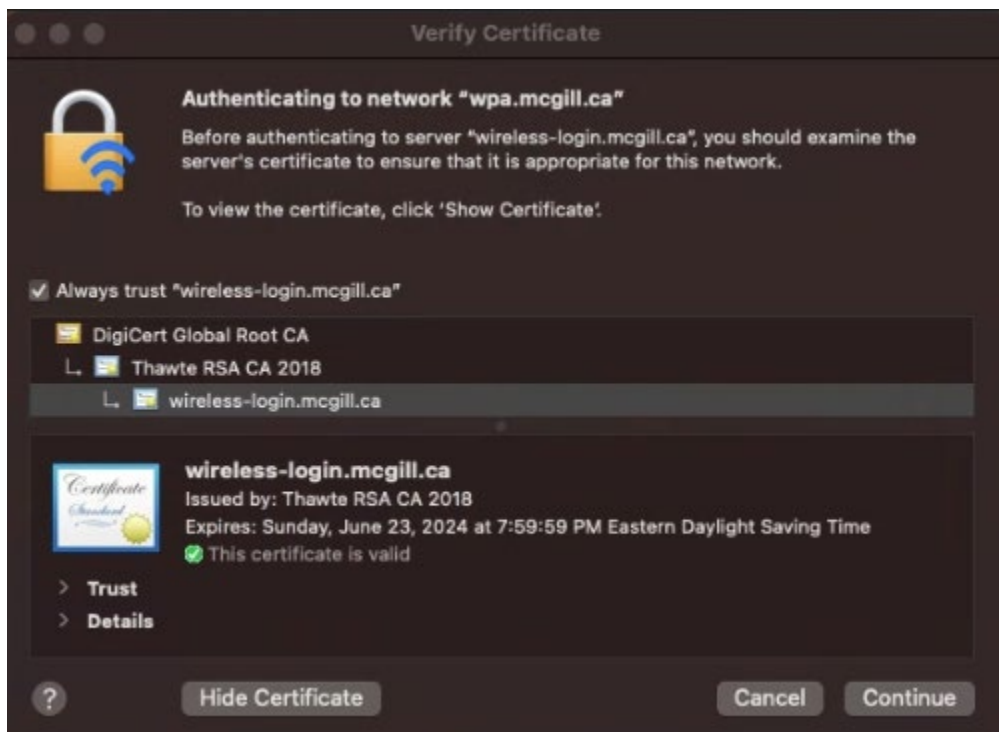 Verify Certificate
Authenticating to network “wpa.mcgill.ca”
Before authenticating to server “wireless-login.mcgill.ca”, you should examine the
server's certificate to ensure that it is appropriate for this network.
To view the certificate, click ‘Show Certificate’.
Always trust “wireless-login.mcgill.ca”
DigiCert Global Root CA
Thawte RSA CA 2018
wireless-login.mcgill.ca
Certificate
Standard
wireless-login.mcgill.ca
Issued by: Thawte RSA CA 2018
Expires: Sunday, June 23, 2024 at 7:59:59 PM Eastern Daylight Saving Time
This certificate is valid
> Trust
> Details
? Hide Certificate Cancel Continue